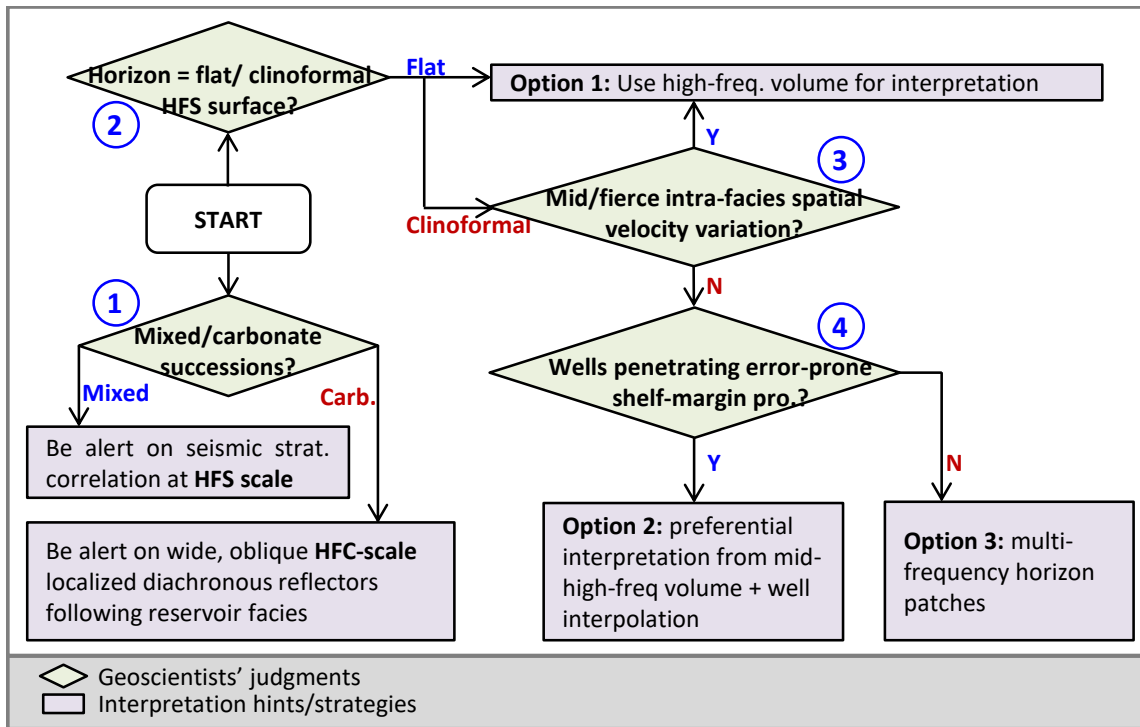 Horizon = flat/ clinoformal
HFS surface?
2
Flat
Option 1: Use high-freq. volume for interpretation
Y
3
Mid/fierce intra-facies spatial
velocity variation?
Clinoformal
START
N
1
Mixed/carbonate
successions?
Mixed
Carb.
4
Wells penetrating error-prone
shelf-margin pro.?
Y
N
Be alert on seismic strat.
correlation at HFS scale
Be alert on wide, oblique HFC-scale
localized diachronous reflectors
following reservoir facies
Option 2: preferential
interpretation from mid-
high-freq volume + well
interpolation
Option 3: multi-
frequency horizon
patches
Geoscientists’ judgments
Interpretation hints/strategies